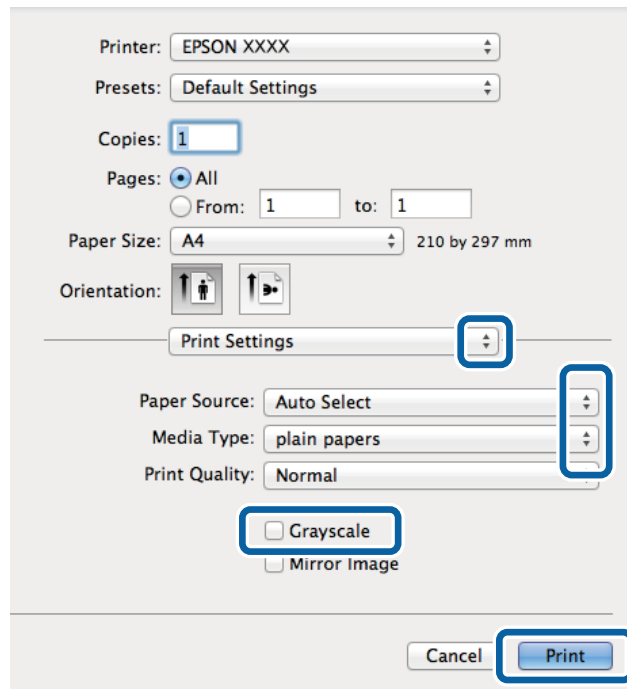 Printer: EPSON XXXX
Presets: Default Settings
Copies: 1
Pages: All
From: 1 to: 1
Paper Size: A4 210 by 297 mm
Orientation:
Print Settings
Paper Source: Auto Select
Media Type: plain papers
Print Quality: Normal
Grayscale
Mirror Image
Cancel Print